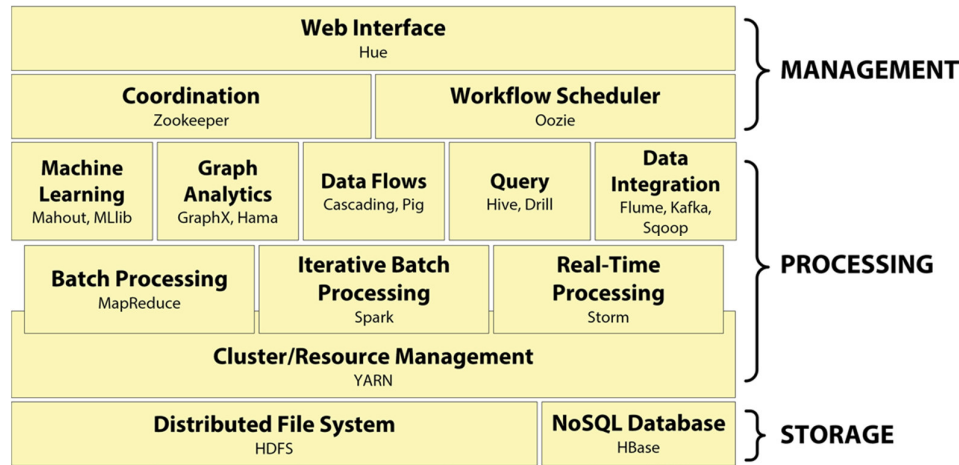 Web Interface
Hue
MANAGEMENT
Coordination
Zookeeper
Workflow Scheduler
Oozie
Machine
Learning
Mahout, MLlib
Graph
Analytics
GraphX, Hama
Data Flows
Cascading, Pig
Query
Hive, Drill
Data
Integration
Flume, Kafka,
Sqoop
PROCESSING
Batch Processing
MapReduce
Iterative Batch
Processing
Spark
Real-Time
Processing
Storm
Cluster/Resource Management
YARN
Distributed File System
HDFS
NoSQL Database
HBase
STORAGE